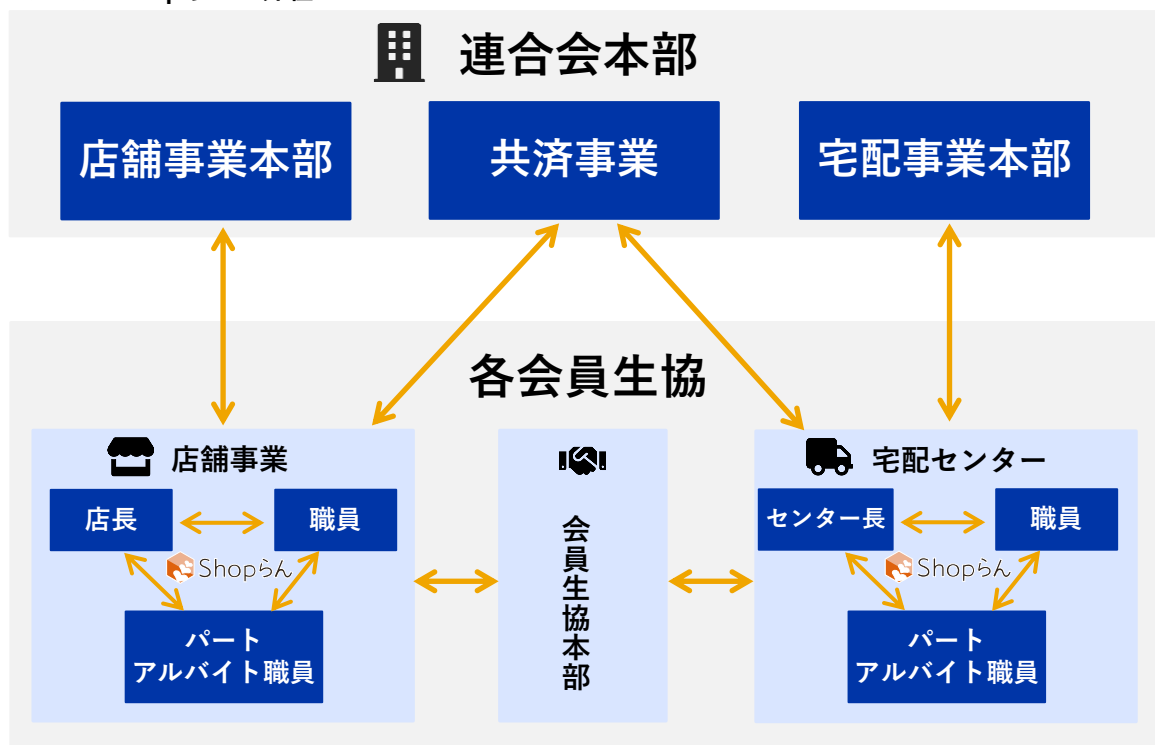 連合会本部
店舗事業本部
共済事業
宅配事業本部
各会員生協
店舗事業
店長
職員
Shopらん
パート
アルバイト職員
会員生協本部
宅配センター
センター長
職員
Shopらん
パート
アルバイト職員